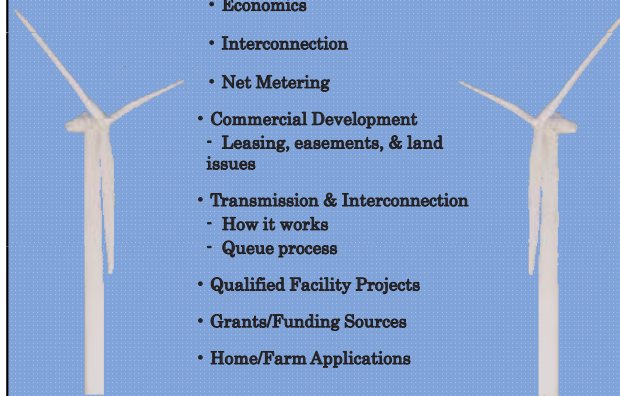 • Economics
• Interconnection
• Net Metering
• Commercial Development
- Leasing, easements, & land
issues
• Transmission & Interconnection
- How it works
- Queue process
• Qualified Facility Projects
• Grants/Funding Sources
• Home/Farm Applications